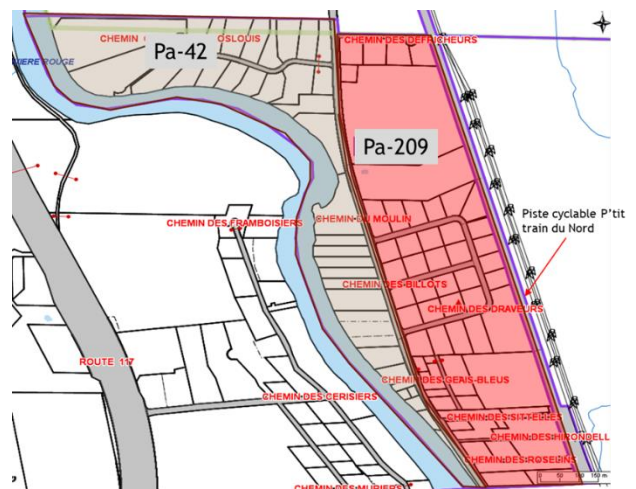 CHEMIN
OSLOUIS
CHEMIN DES DEFRICHEURS
Pa-42
IERE ROUGE
Pa-209
Piste cyclable P'tit
train du Nord
CHEMIN DES FRAMBOISIERS
CHEMIN DU MOULIN
CHEMIN DES BILLOTS
CHEMIN DES DRAVEURS
ROUTE 117
CHEMIN DES GEAIS-BLEUS
CHEMIN DES CERISIERS
CHEMIN DES SITTELLES
CHEMIN DES HIRONDELL
CHEMIN DES ROSELINS
CHEMIN DES MURIERS